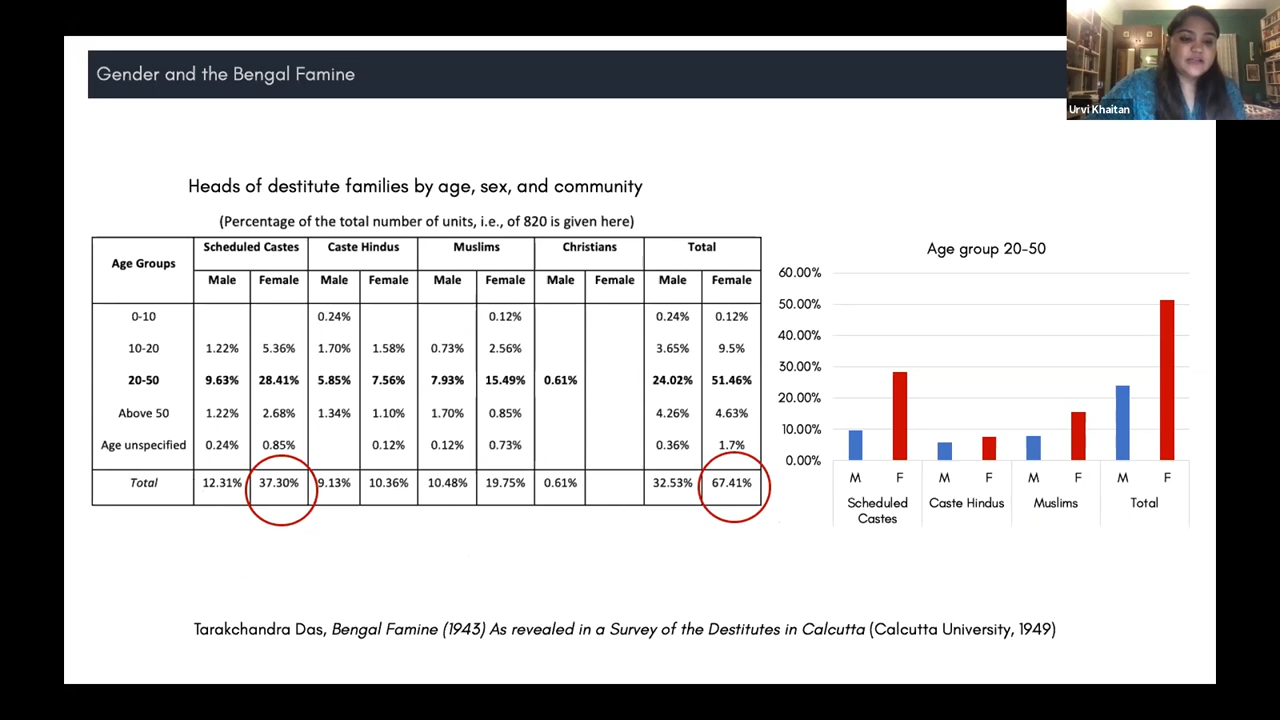 Urvi Khaitan
Gender and the Bengal Famine
Heads of destitute families by age, sex, and community
(Percentage of the total number of units, i.e., of 820 is given here)
Age Groups Scheduled Castes Caste Hindus Muslims Christians Total
Male Female Male Female Male Female Male Female Male Female
0-10 0.24% 0.12% 0.24% 0.12%
10-20 1.22% 5.36% 1.70% 1.58% 0.73% 2.56% 3.65% 9.5%
20-50 9.63% 28.41% 5.85% 7.56% 7.93% 15.49% 0.61% 24.02% 51.46%
Above 50 1.22% 2.68% 1.34% 1.10% 1.70% 0.85% 4.26% 4.63%
Age unspecified 0.24% 0.85% 0.12% 0.12% 0.73% 0.36% 1.7%
Total 12.31% 37.30% 9.13% 10.36% 10.48% 19.75% 0.61% 32.53% 67.41%
Age group 20-50
60.00%
50.00%
40.00%
30.00%
20.00%
10.00%
0.00%
M F M F M F M F
Scheduled Castes Caste Hindus Muslims Total
Tarakchandra Das, Bengal Famine (1943) As revealed in a Survey of the Destitutes in Calcutta (Calcutta University, 1949)